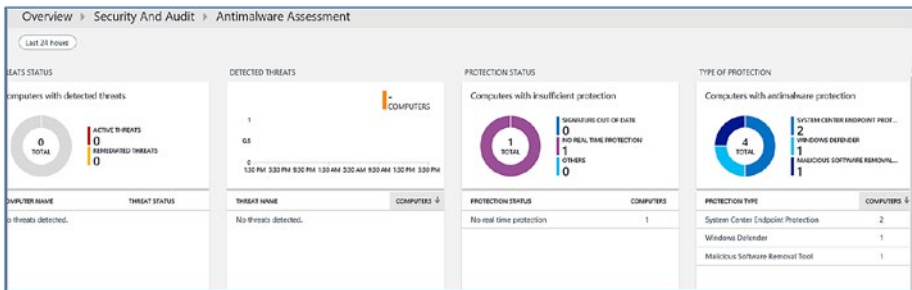 Overview ▸ Security And Audit ▸ Antimalware Assessment
Last 24 hours
EATS STATUS
omputers with detected threats
0
TOTAL
ACTIVE THREATS
0
REMEDIATED THREATS
0
OMPUTER NAME THREAT STATUS
o threats detected.
DETECTED THREATS
-
COMPUTERS
1
0.5
0
1:30 PM 3:30 PM 9:30 PM 1:30 AM 5:30 AM 9:30 AM 1:30 PM 3:30 PM
THREAT NAME COMPUTERS ↓
No threats detected.
PROTECTION STATUS
Computers with insufficient protection
1
TOTAL
SIGNATURE OUT OF DATE
0
NO REAL TIME PROTECTION
1
OTHERS
0
PROTECTION STATUS COMPUTERS
No real time protection 1
TYPE OF PROTECTION
Computers with antimalware protection
4
TOTAL
SYSTEM CENTER ENDPOINT PROT...
2
WINDOWS DEFENDER
1
MALICIOUS SOFTWARE REMOVAL...
1
PROTECTION TYPE COMPUTERS ↓
System Center Endpoint Protection 2
Windows Defender 1
Malicious Software Removal Tool 1